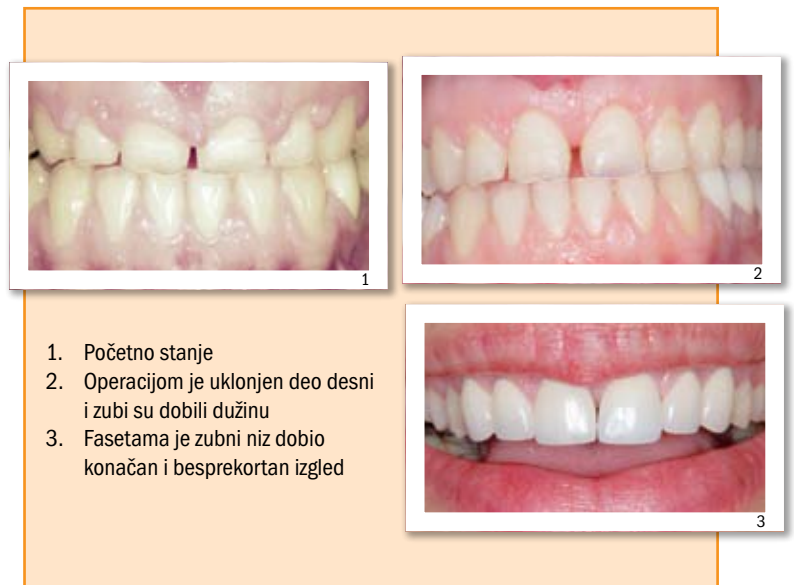 1
2
1. Početno stanje
2. Operacijom je uklonjen deo desni
i zubi su dobili dužinu
3. Fasetama je zubni niz dobio
konačan i besprekortan izgled
3